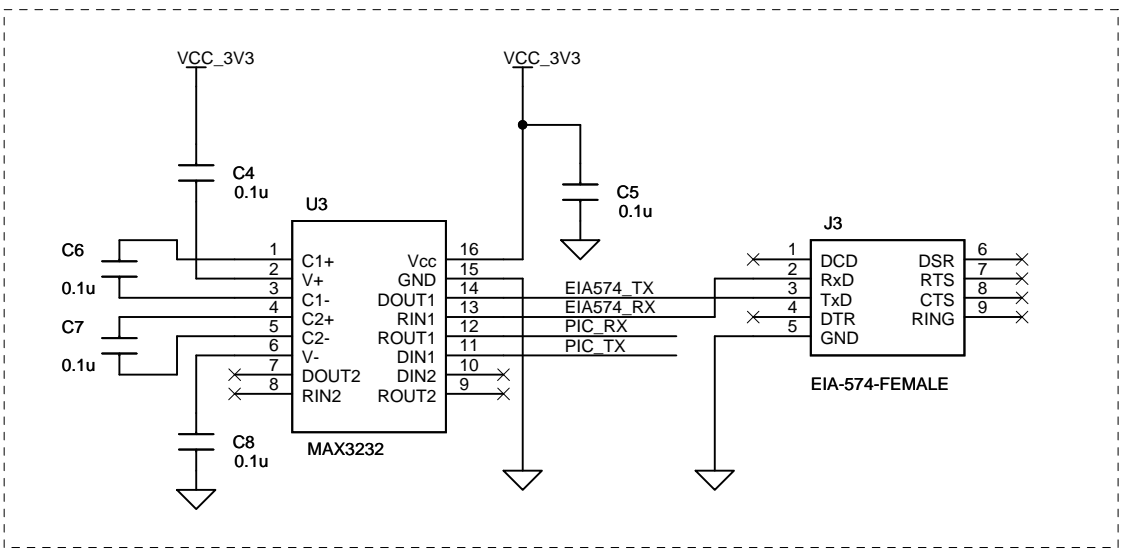 VCC_3V3
VCC_3V3
C4
0.1u
C5
0.1u
U3
J3
C6
0.1u
C7
0.1u
1 C1+ Vcc 16
2 V+ GND 15
3 C1- DOUT1 14 EIA574_TX
4 C2+ RIN1 13 EIA574_RX
5 C2- ROUT1 12 PIC_RX
6 V- DIN1 11 PIC_TX
7 DOUT2 DIN2 10
8 RIN2 ROUT2 9
1 DCD DSR 6
2 RxD RTS 7
3 TxD CTS 8
4 DTR RING 9
5 GND
EIA-574-FEMALE
C8
0.1u
MAX3232